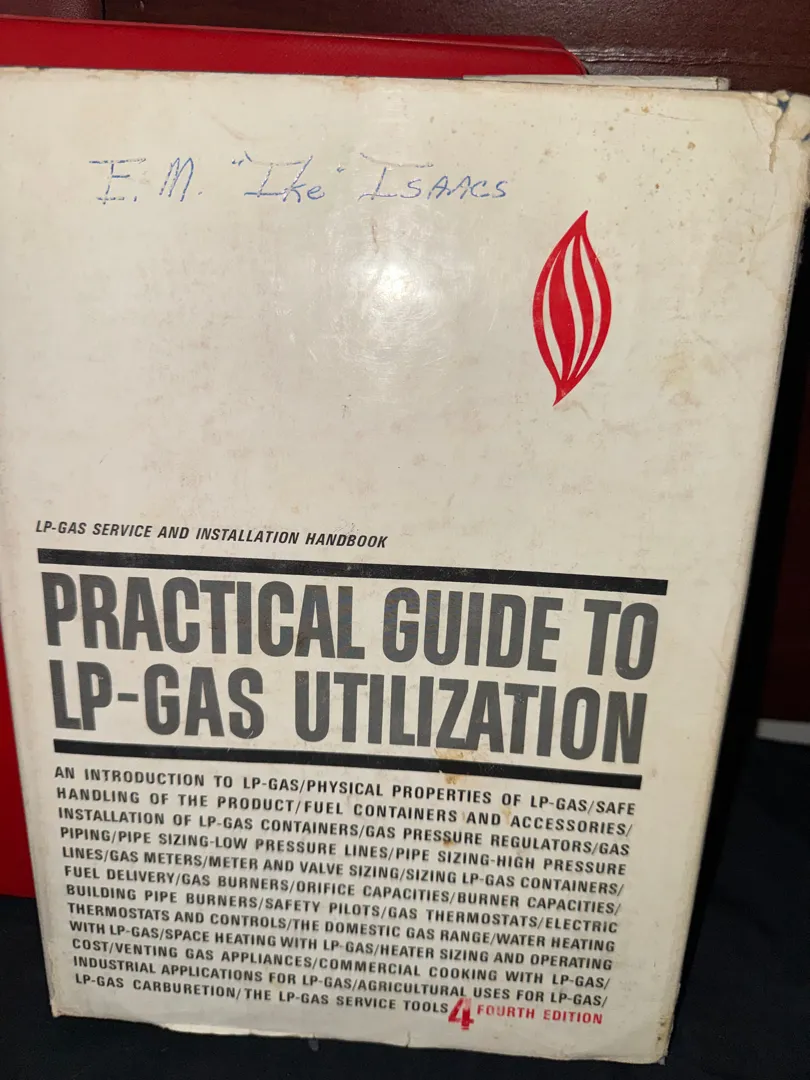 E. M. "Ike" ISAACS
LP-GAS SERVICE AND INSTALLATION HANDBOOK
PRACTICAL GUIDE TO
LP-GAS UTILIZATION
AN INTRODUCTION TO LP-GAS/PHYSICAL PROPERTIES OF LP-GAS/SAFE
HANDLING OF THE PRODUCT/FUEL CONTAINERS AND ACCESSORIES/
INSTALLATION OF LP-GAS CONTAINERS/GAS PRESSURE REGULATORS/GAS
PIPING/PIPE SIZING-LOW PRESSURE LINES/PIPE SIZING-HIGH PRESSURE
LINES/GAS METERS/METER AND VALVE SIZING/SIZING LP-GAS CONTAINERS/
FUEL DELIVERY/GAS BURNERS/ORIFICE CAPACITIES/BURNER CAPACITIES/
BUILDING PIPE BURNERS/SAFETY PILOTS/GAS THERMOSTATS/ELECTRIC
THERMOSTATS AND CONTROLS/THE DOMESTIC GAS RANGE/WATER HEATING
WITH LP-GAS/SPACE HEATING WITH LP-GAS/HEATER SIZING AND OPERATING
COST/VENTING GAS APPLIANCES/COMMERCIAL COOKING WITH LP-GAS/
INDUSTRIAL APPLICATIONS FOR LP-GAS/AGRICULTURAL USES FOR LP-GAS/
LP-GAS CARBURETION/THE LP-GAS SERVICE TOOLS 4 FOURTH EDITION